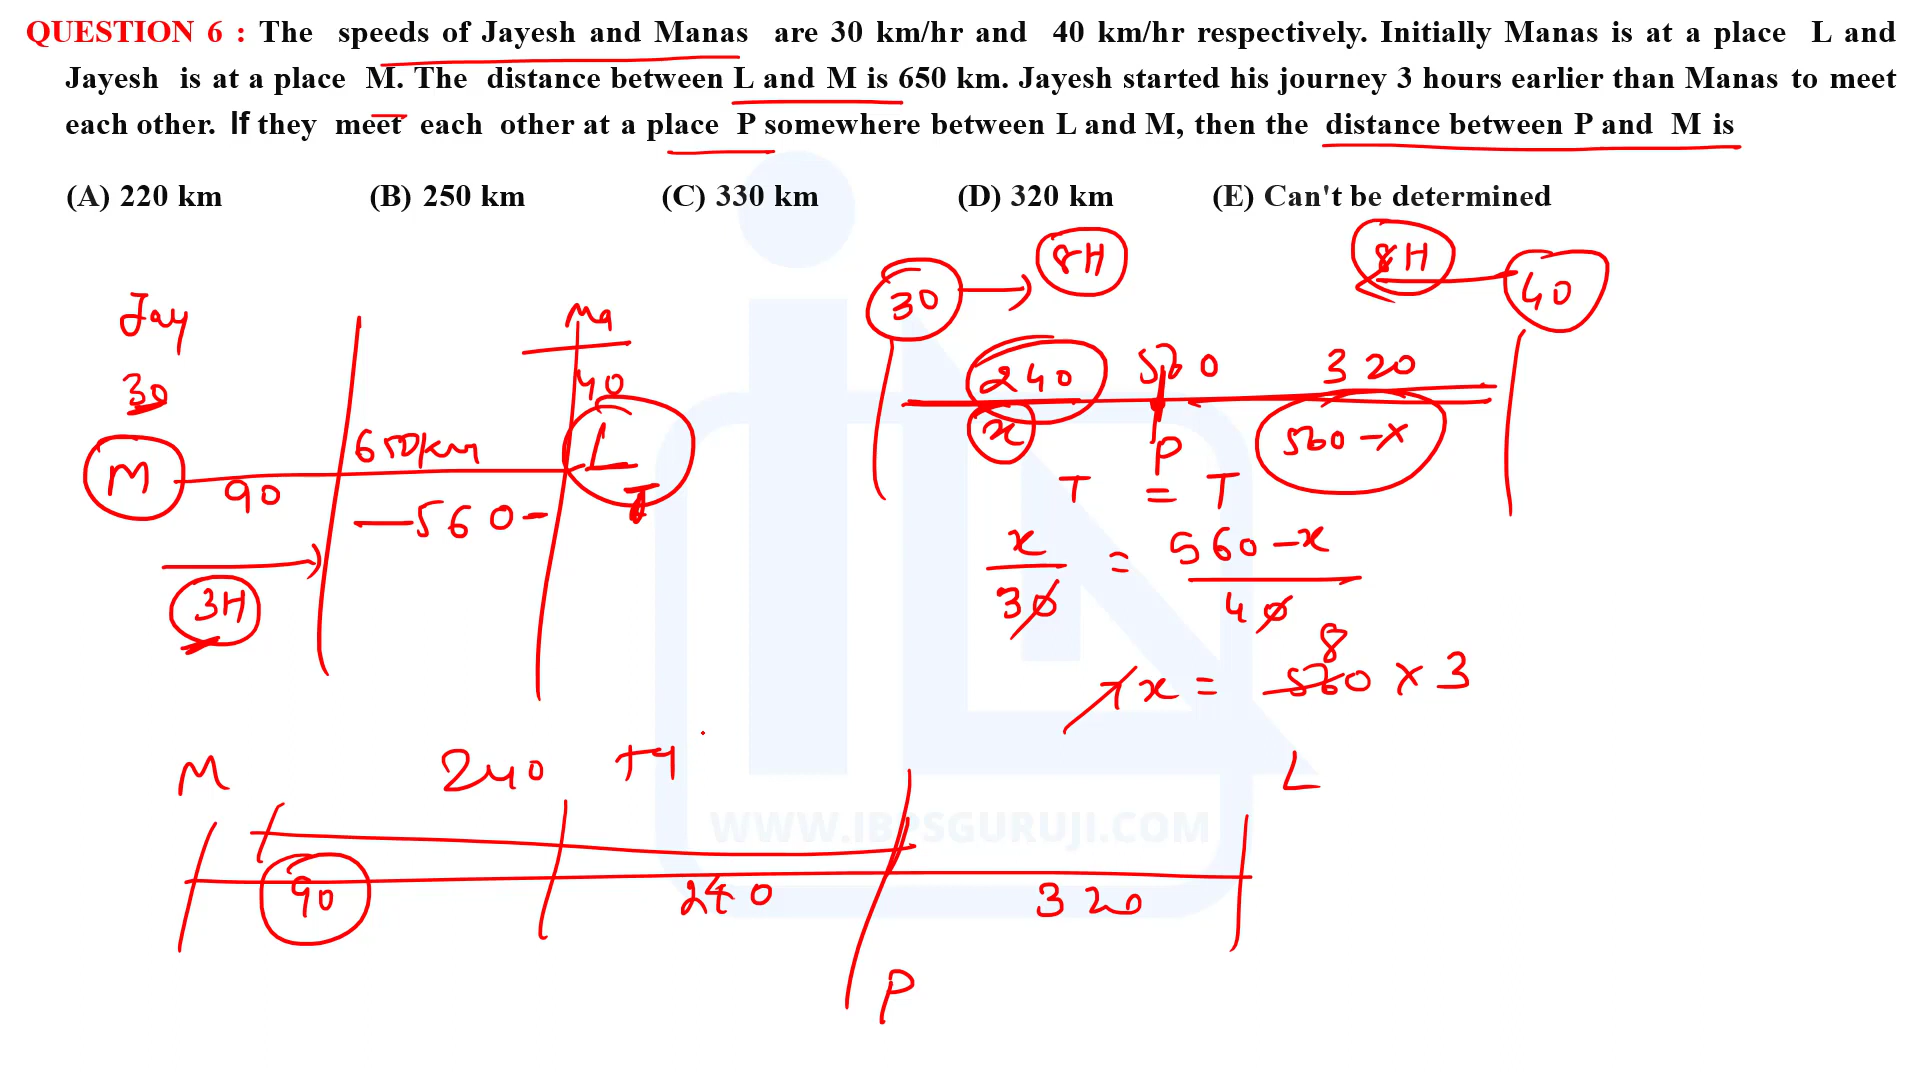 QUESTION 6 : The speeds of Jayesh and Manas are 30 km/hr and 40 km/hr respectively. Initially Manas is at a place L and
Jayesh is at a place M. The distance between L and M is 650 km. Jayesh started his journey 3 hours earlier than Manas to meet
each other. If they meet each other at a place P somewhere between L and M, then the distance between P and M is
(A) 220 km (B) 250 km (C) 330 km (D) 320 km (E) Can't be determined
30 8H 8H 40
Jay Ma
30 40
240 560 320
x P 560-x
M 650km L
90 560
T = T
3H
x/30 = 560-x/40
8
7x = 560 × 3
M 240 L
WWW.IBPSGURUJI.COM
90 240 320
P